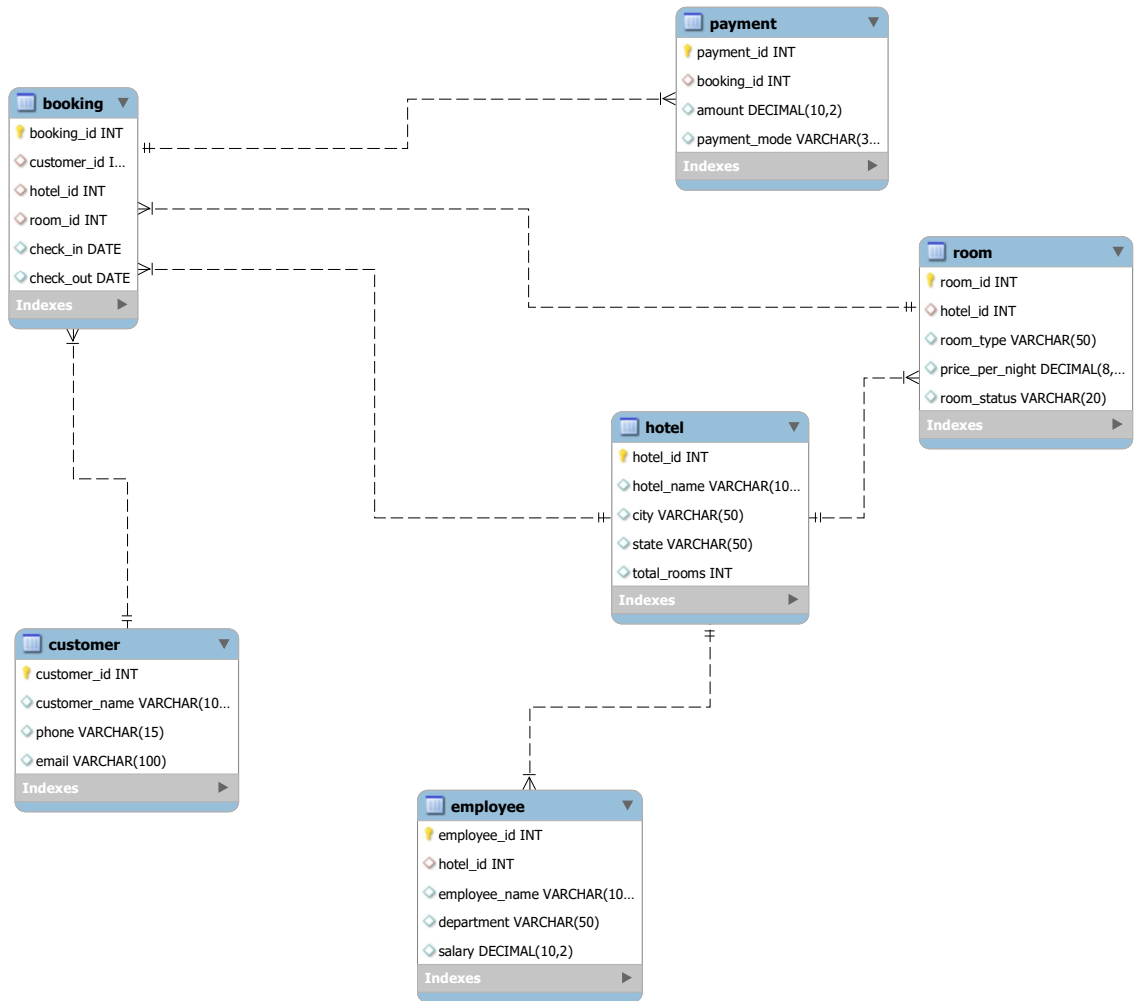 payment
payment_id INT
booking_id INT
amount DECIMAL(10,2)
payment_mode VARCHAR(3...
Indexes
booking
booking_id INT
customer_id I...
hotel_id INT
room_id INT
check_in DATE
check_out DATE
Indexes
room
room_id INT
hotel_id INT
room_type VARCHAR(50)
price_per_night DECIMAL(8,...
room_status VARCHAR(20)
Indexes
hotel
hotel_id INT
hotel_name VARCHAR(10...
city VARCHAR(50)
state VARCHAR(50)
total_rooms INT
Indexes
customer
customer_id INT
customer_name VARCHAR(10...
phone VARCHAR(15)
email VARCHAR(100)
Indexes
employee
employee_id INT
hotel_id INT
employee_name VARCHAR(10...
department VARCHAR(50)
salary DECIMAL(10,2)
Indexes